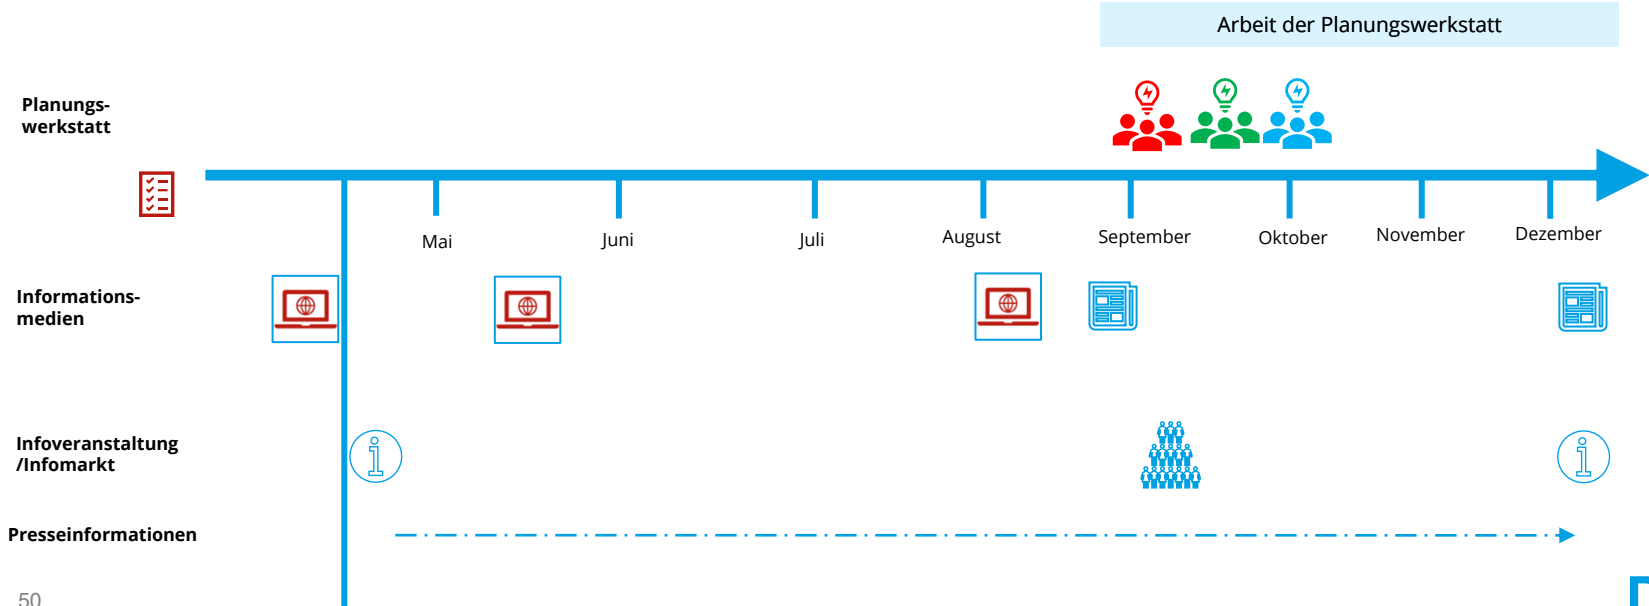 Arbeit der Planungswerkstatt
Planungs-
werkstatt
Mai
Juni
Juli
August
September
Oktober
November
Dezember
Informations-
medien
Infoveranstaltung
/Infomarkt
Presseinformationen
50